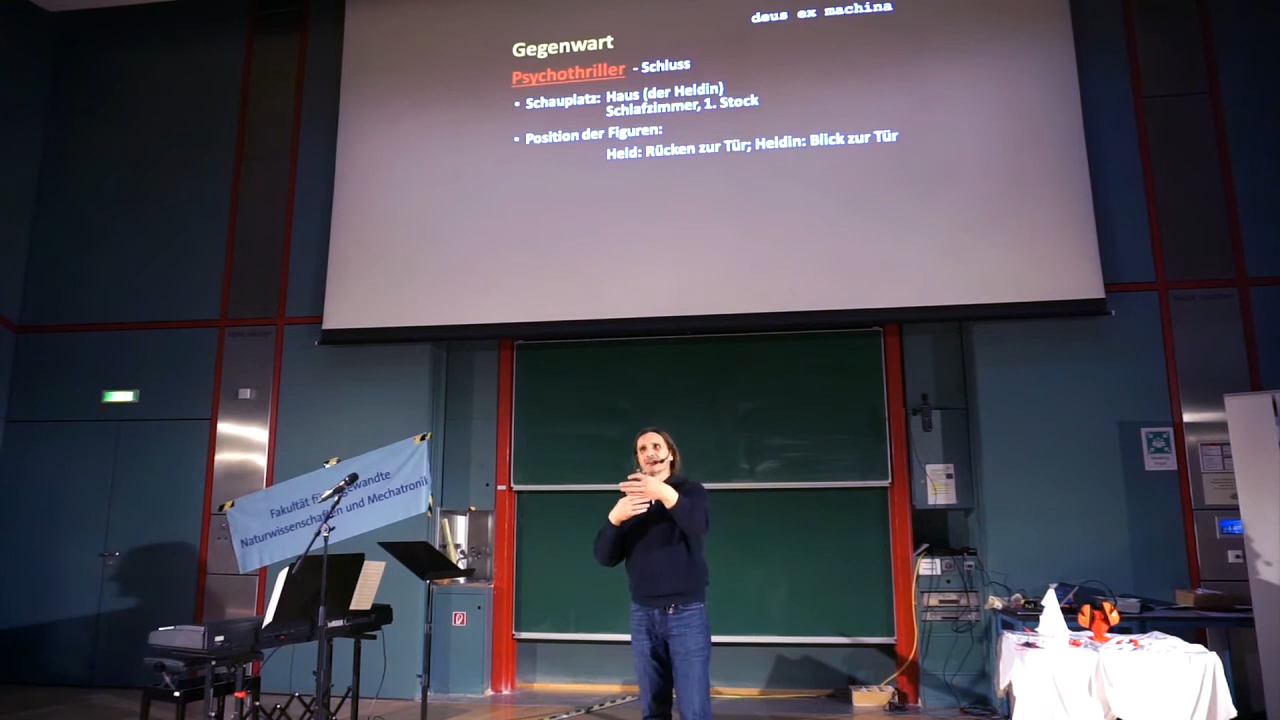 deus ex machina
Gegenwart
Psychothriller - Schluss
• Schauplatz: Haus (der Heldin)
Schlafzimmer, 1. Stock
• Position der Figuren:
Held: Rücken zur Tür; Heldin: Blick zur Tür
Fakultät für Angewandte
Naturwissenschaften und Mechatronik